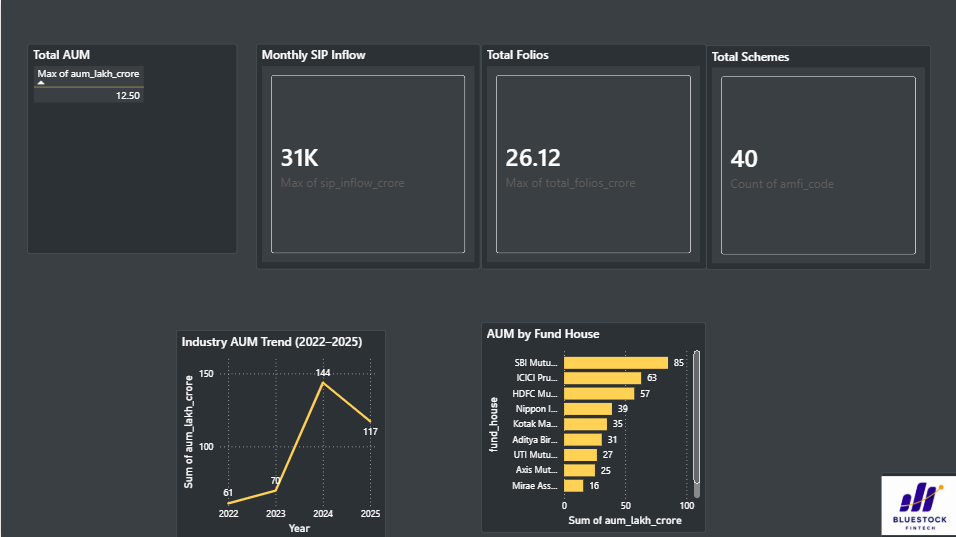 Total AUM
Max of aum_lakh_crore
12.50
Monthly SIP Inflow
31K
Max of sip_inflow_crore
Total Folios
26.12
Max of total_folios_crore
Total Schemes
40
Count of amfi_code
Industry AUM Trend (2022–2025)
Sum of aum_lakh_crore
150
100
61
70
144
117
2022 2023 2024 2025
Year
AUM by Fund House
fund_house
SBI Mutu... 85
ICICI Pru... 63
HDFC Mu... 57
Nippon I... 39
Kotak Ma... 35
Aditya Bir... 31
UTI Mutu... 27
Axis Mut... 25
Mirae Ass... 16
0 50 100
Sum of aum_lakh_crore
BLUESTOCK
FINTECH